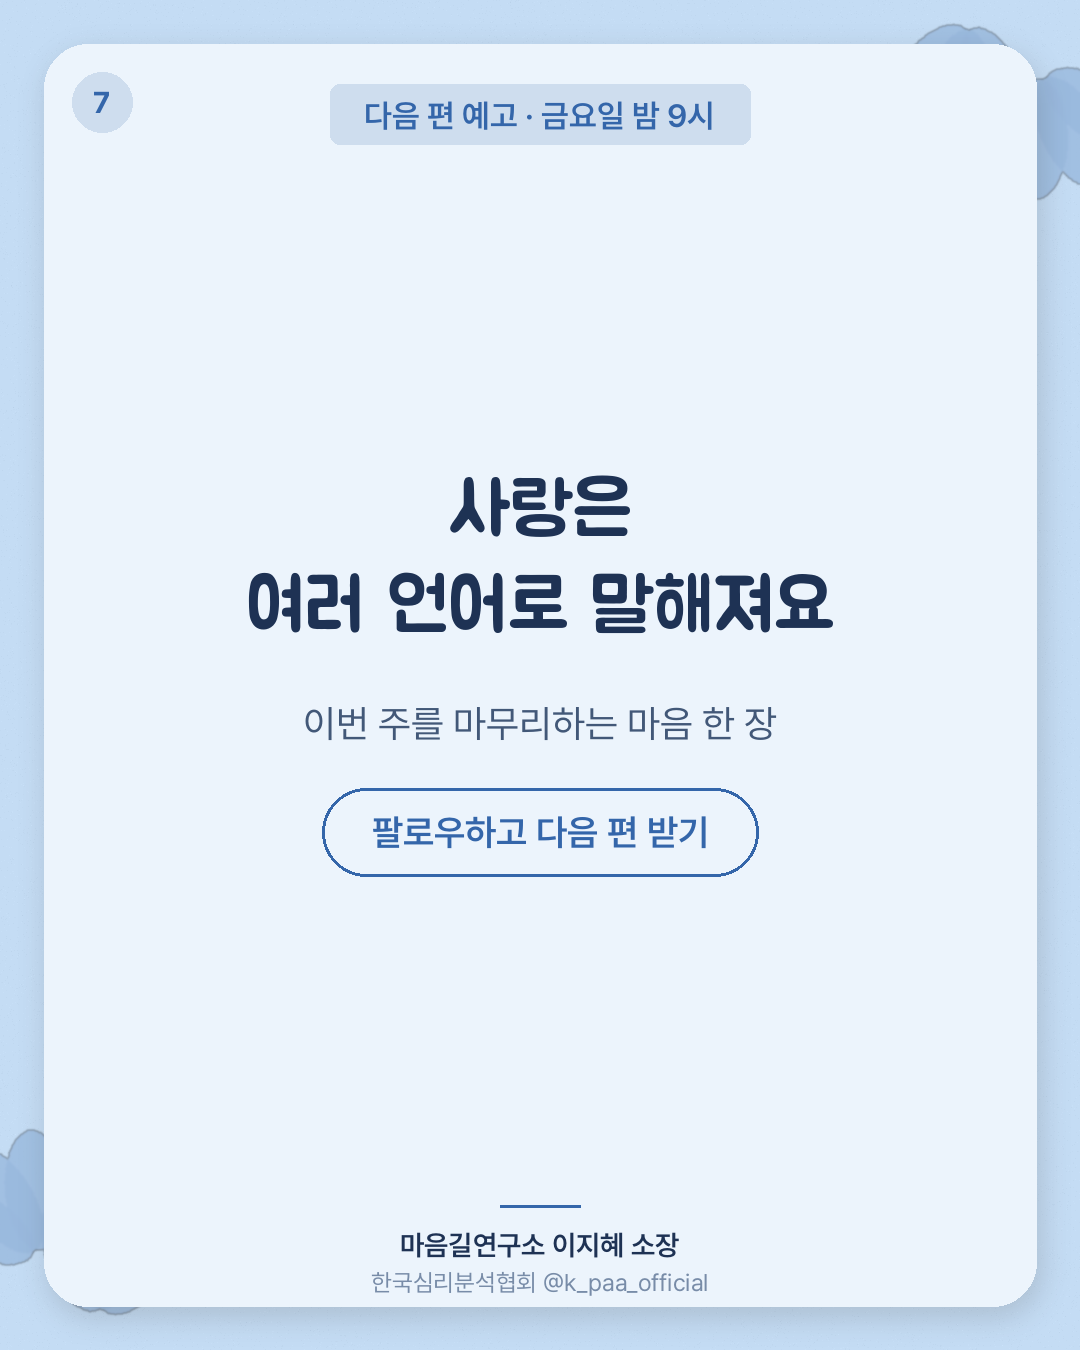 7
다음 편 예고 · 금요일 밤 9시
사랑은
여러 언어로 말해져요
이번 주를 마무리하는 마음 한 장
팔로우하고 다음 편 받기
마음길연구소 이지혜 소장
한국심리분석협회 @k_paa_official